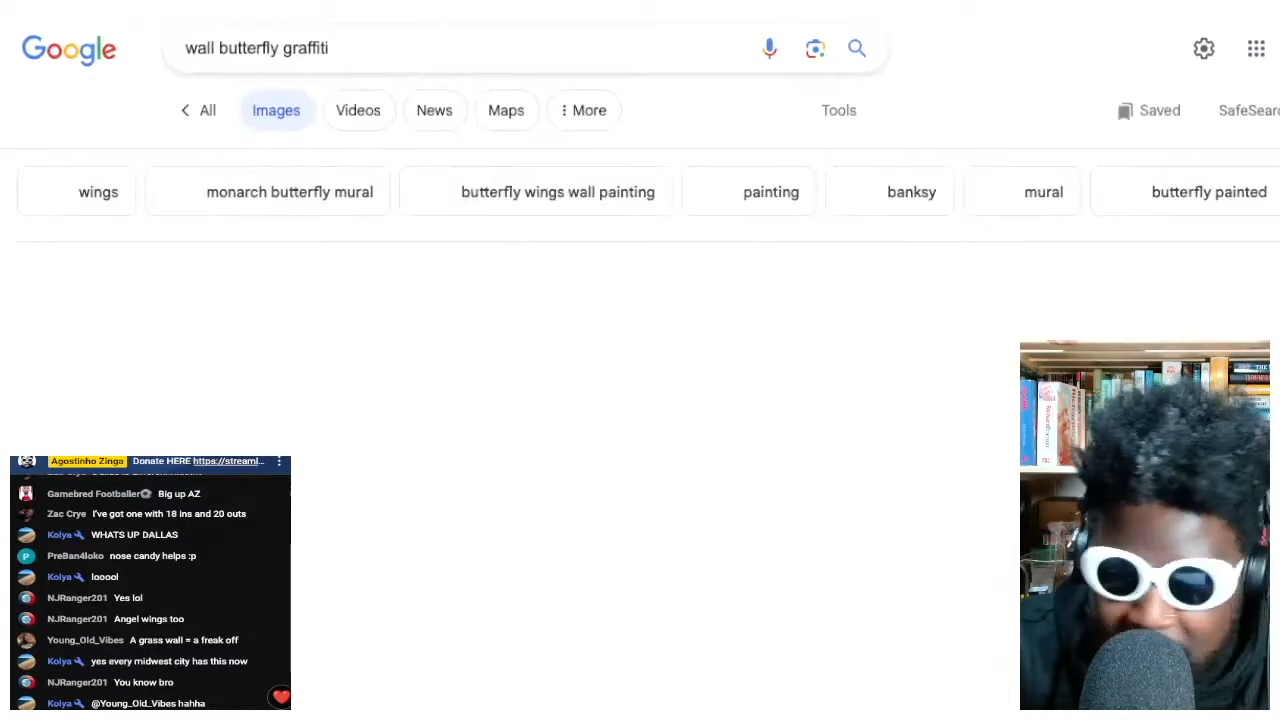 Google
wall butterfly graffiti
All
Images
Videos
News
Maps
More
Tools
Saved
SafeSearc
wings
monarch butterfly mural
butterfly wings wall painting
painting
banksy
mural
butterfly painted
Agostinho Zinga Donate HERE https://streaml...
Gamebred Footballer⚽ Big up AZ
Zac Crye I've got one with 18 ins and 20 outs
Kolya WHATS UP DALLAS
P PreBan4loko nose candy helps :p
Kolya looool
NJRanger201 Yes lol
NJRanger201 Angel wings too
Young_Old_Vibes A grass wall = a freak off
Kolya yes every midwest city has this now
NJRanger201 You know bro
Kolya @Young_Old_Vibes hahha